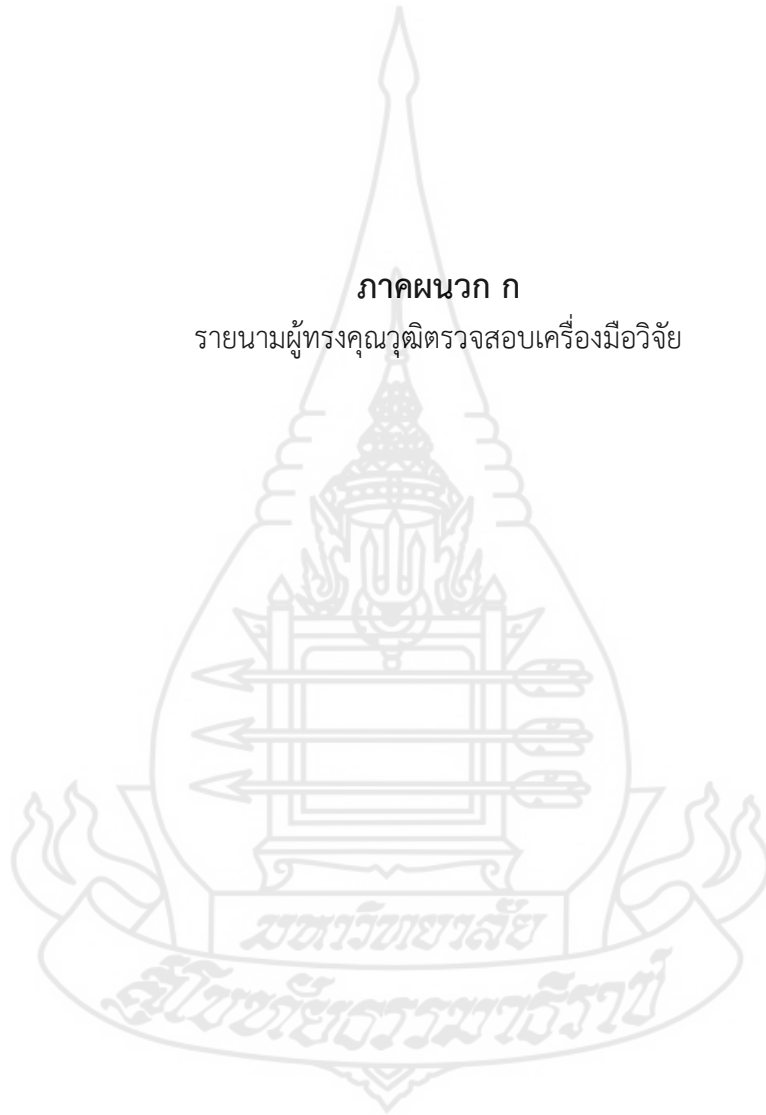 ภาคผนวก ก
รายนามผู้ทรงคุณวุฒิตรวจสอบเครื่องมือวิจัย
มหาวิทยาลัย
สุโขทัยธรรมาธิราช